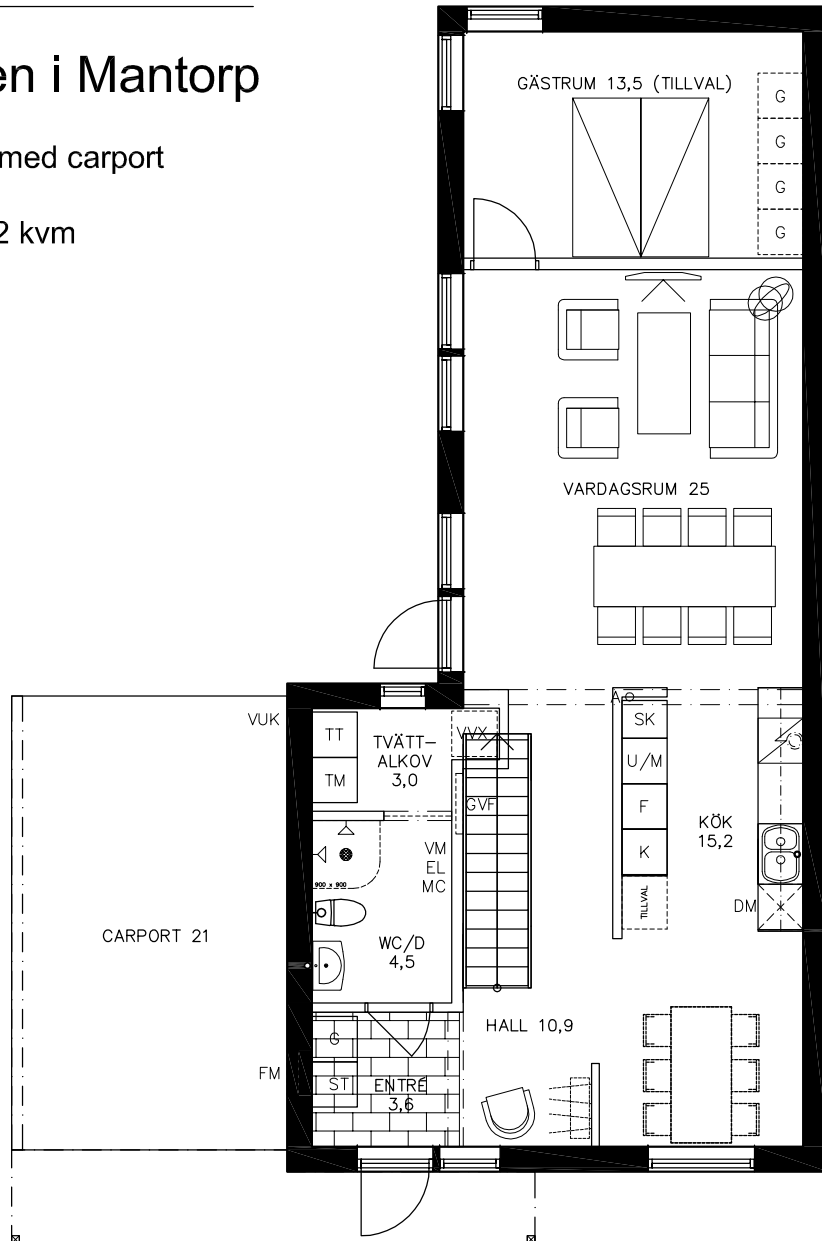 en i Mantorp
med carport
2 kvm
GÄSTRUM 13,5 (TILLVAL)
G
G
G
G
VARDAGSRUM 25
A
VUK
TT
TVÄTT-
ALKOV
3,0
TM
VVX
GVF
SK
U/M
F
K
TILLVAL
KÖK
15,2
DM
VM
EL
MC
900 x 900
WC/D
4,5
CARPORT 21
HALL 10,9
FM
G
ST
ENTRÉ
3,6